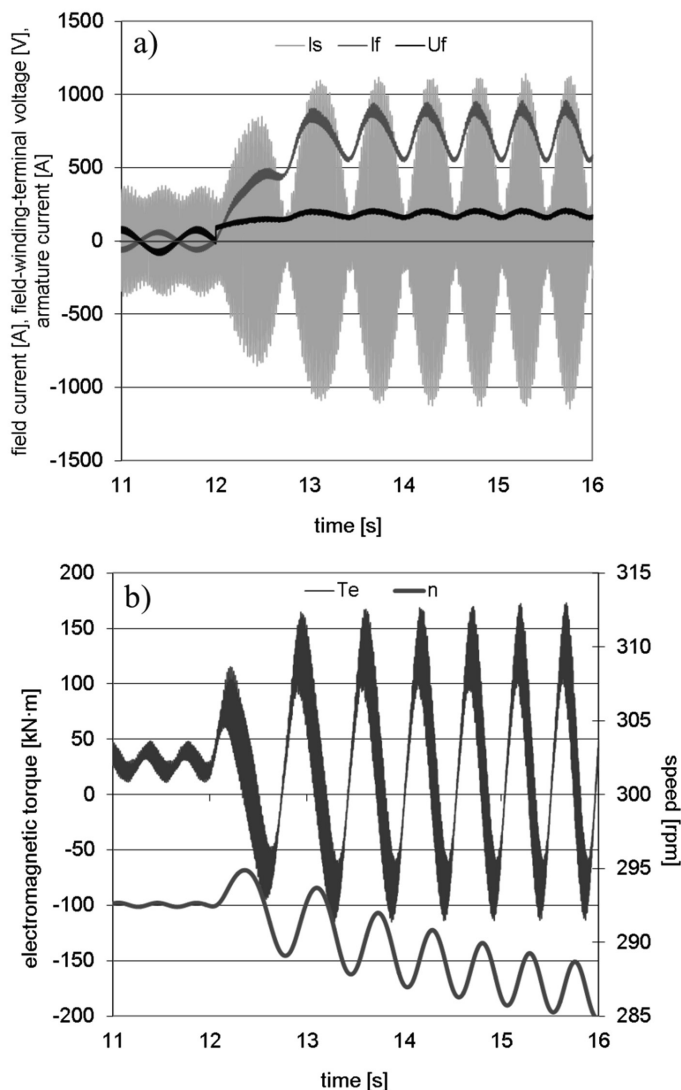 a)
Is If Uf
field current [A], field-winding-terminal voltage [V],
armature current [A]
1500
1000
500
0
-500
-1000
-1500
11 12 13 14 15 16
time [s]
b)
Te n
electromagnetic torque [kN·m]
200
150
100
50
0
-50
-100
-150
-200
315
310
305
300
295
290
285
speed [rpm]
11 12 13 14 15 16
time [s]